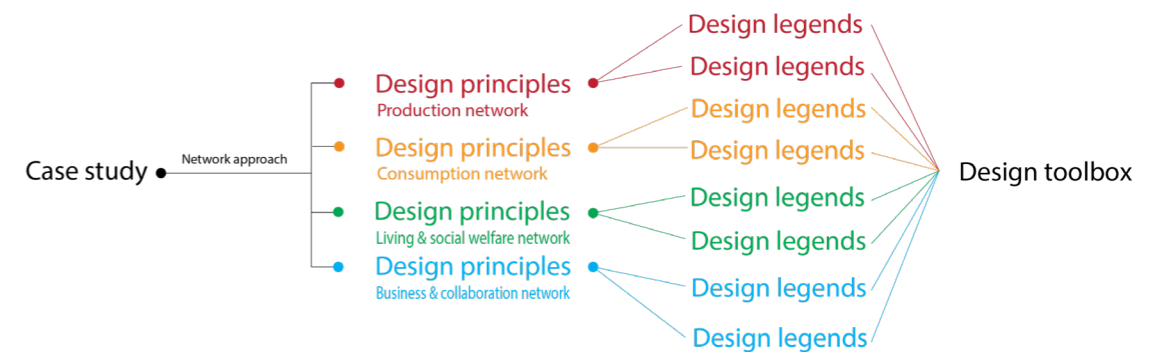 Case study
Network approach
Design principles
Production network
Design principles
Consumption network
Design principles
Living & social welfare network
Design principles
Business & collaboration network
Design legends
Design legends
Design legends
Design legends
Design legends
Design legends
Design legends
Design legends
Design toolbox